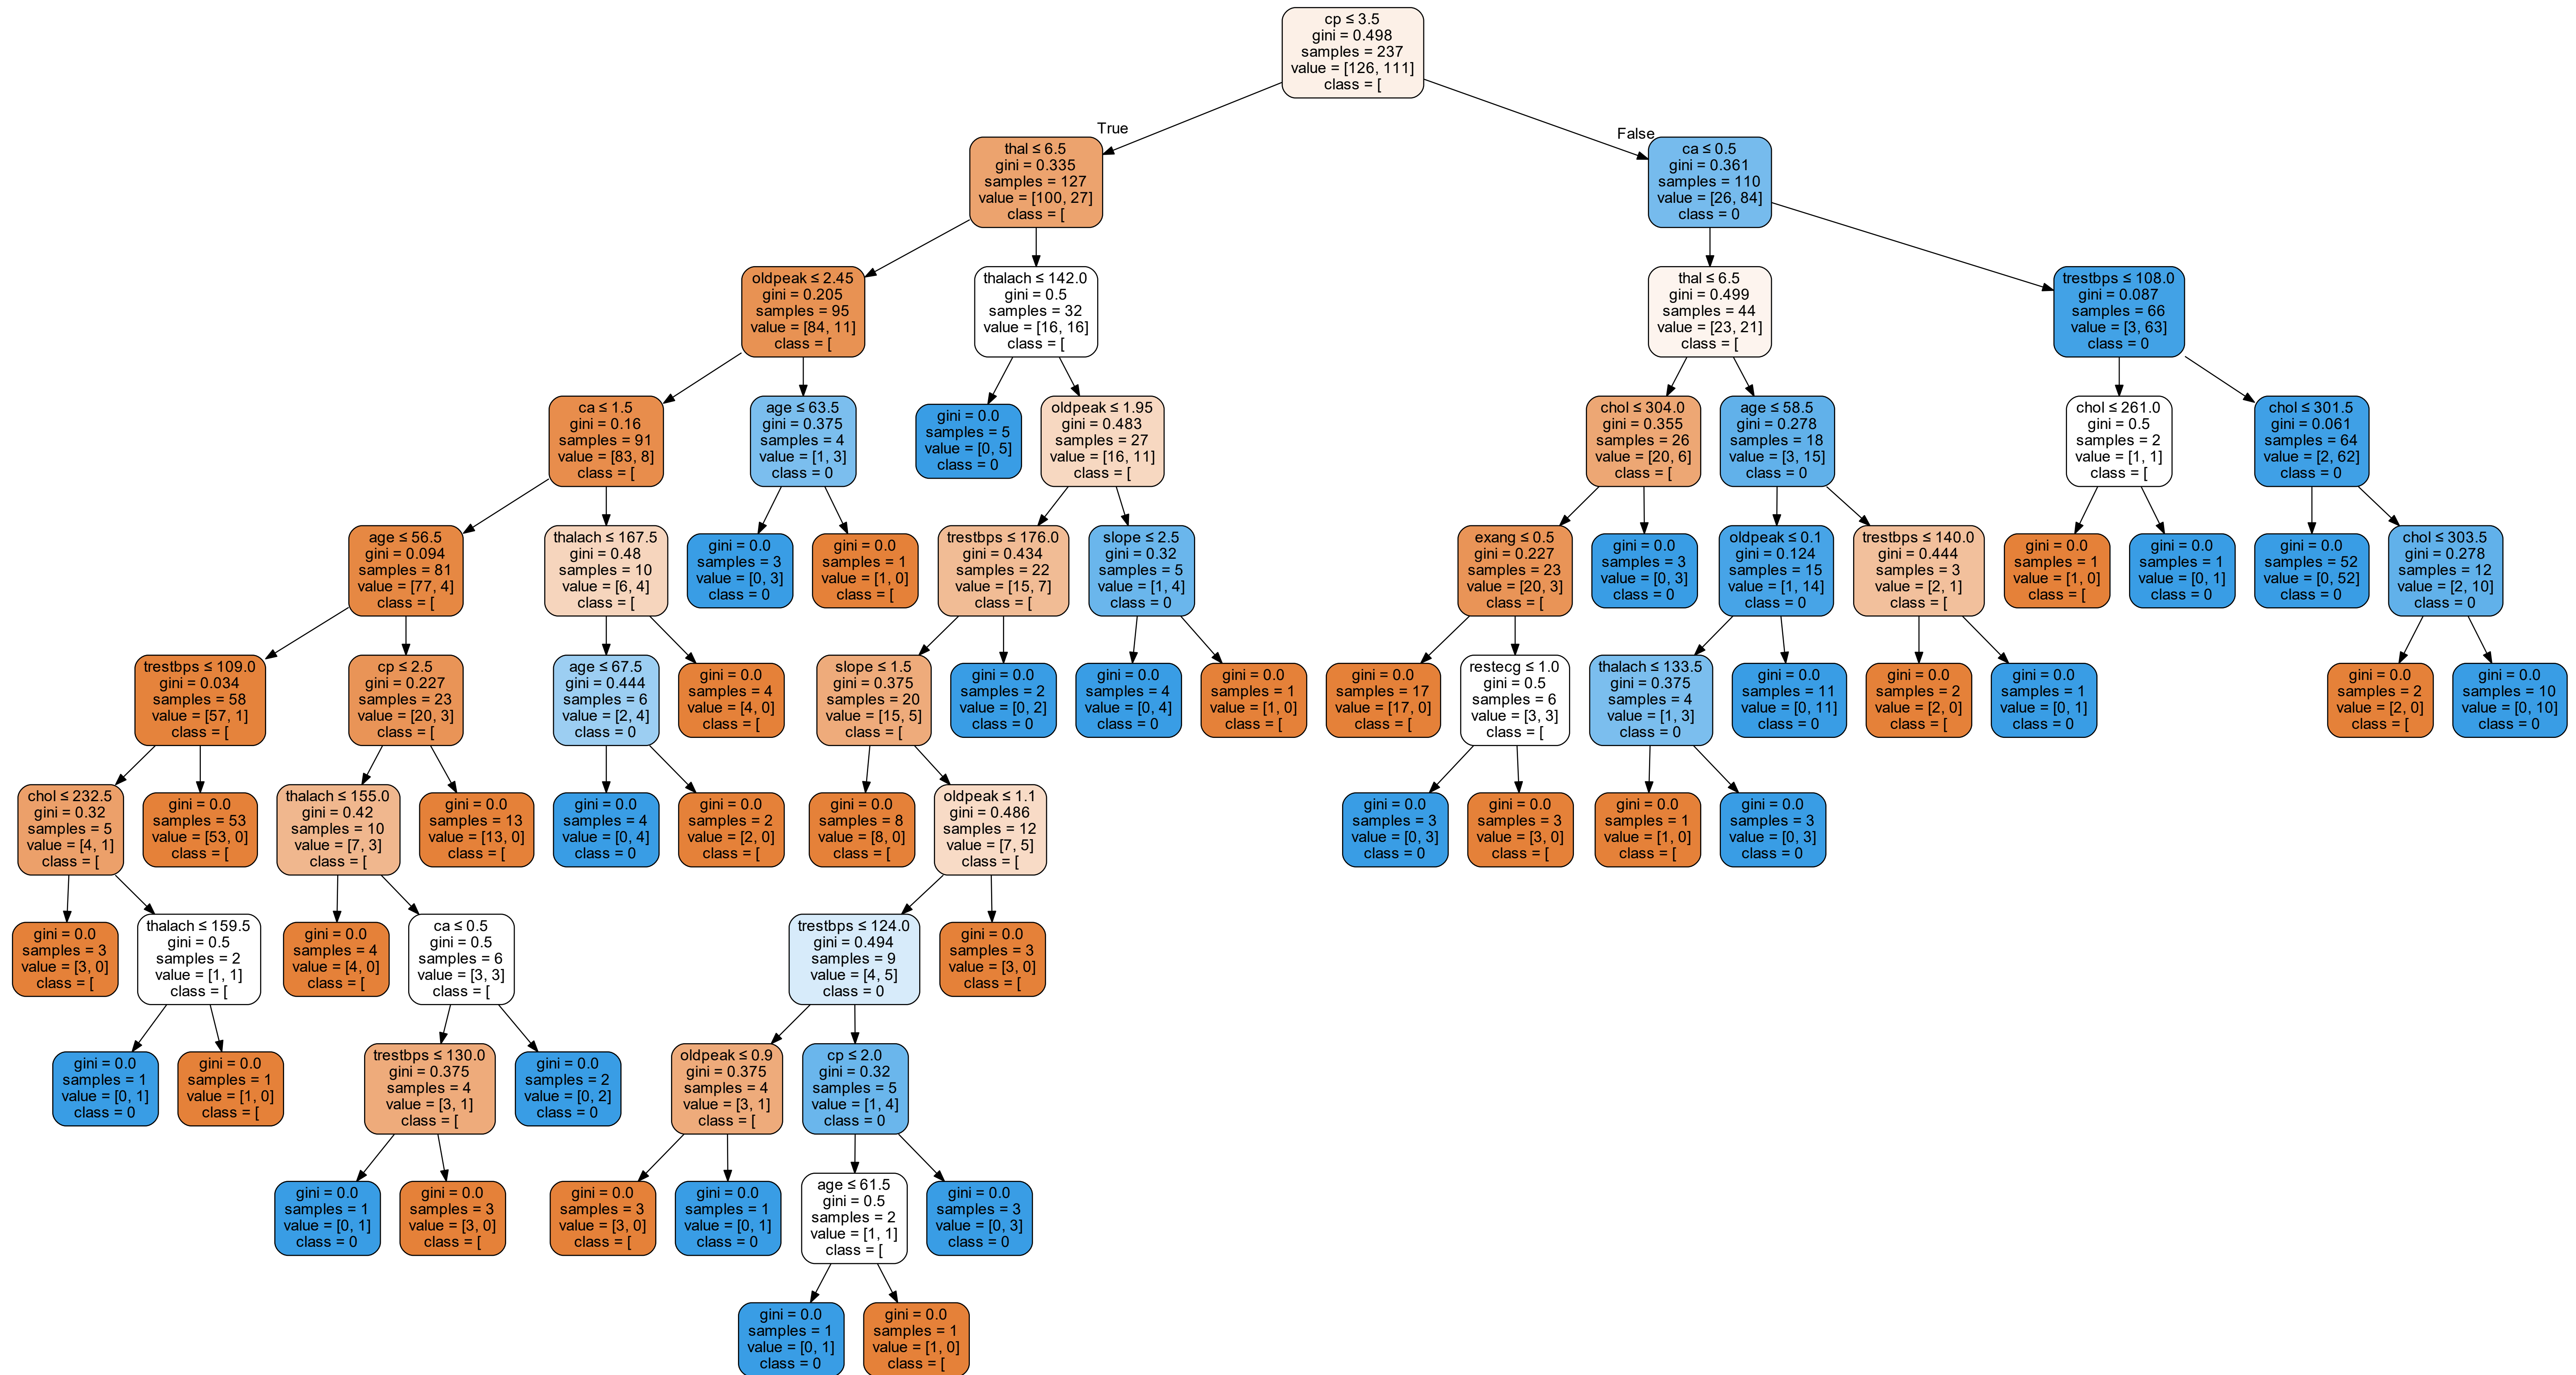 cp ≤ 3.5
gini = 0.498
samples = 237
value = [126, 111]
class = [
True
False
thal ≤ 6.5
gini = 0.335
samples = 127
value = [100, 27]
class = [
ca ≤ 0.5
gini = 0.361
samples = 110
value = [26, 84]
class = 0
oldpeak ≤ 2.45
gini = 0.205
samples = 95
value = [84, 11]
class = [
thalach ≤ 142.0
gini = 0.5
samples = 32
value = [16, 16]
class = [
thal ≤ 6.5
gini = 0.499
samples = 44
value = [23, 21]
class = [
trestbps ≤ 108.0
gini = 0.087
samples = 66
value = [3, 63]
class = 0
ca ≤ 1.5
gini = 0.16
samples = 91
value = [83, 8]
class = [
age ≤ 63.5
gini = 0.375
samples = 4
value = [1, 3]
class = 0
gini = 0.0
samples = 5
value = [0, 5]
class = 0
oldpeak ≤ 1.95
gini = 0.483
samples = 27
value = [16, 11]
class = [
chol ≤ 304.0
gini = 0.355
samples = 26
value = [20, 6]
class = [
age ≤ 58.5
gini = 0.278
samples = 18
value = [3, 15]
class = 0
chol ≤ 261.0
gini = 0.5
samples = 2
value = [1, 1]
class = [
chol ≤ 301.5
gini = 0.061
samples = 64
value = [2, 62]
class = 0
age ≤ 56.5
gini = 0.094
samples = 81
value = [77, 4]
class = [
thalach ≤ 167.5
gini = 0.48
samples = 10
value = [6, 4]
class = [
gini = 0.0
samples = 3
value = [0, 3]
class = 0
gini = 0.0
samples = 1
value = [1, 0]
class = [
trestbps ≤ 176.0
gini = 0.434
samples = 22
value = [15, 7]
class = [
slope ≤ 2.5
gini = 0.32
samples = 5
value = [1, 4]
class = 0
exang ≤ 0.5
gini = 0.227
samples = 23
value = [20, 3]
class = [
gini = 0.0
samples = 3
value = [0, 3]
class = 0
oldpeak ≤ 0.1
gini = 0.124
samples = 15
value = [1, 14]
class = 0
trestbps ≤ 140.0
gini = 0.444
samples = 3
value = [2, 1]
class = [
gini = 0.0
samples = 1
value = [1, 0]
class = [
gini = 0.0
samples = 1
value = [0, 1]
class = 0
gini = 0.0
samples = 52
value = [0, 52]
class = 0
chol ≤ 303.5
gini = 0.278
samples = 12
value = [2, 10]
class = 0
trestbps ≤ 109.0
gini = 0.034
samples = 58
value = [57, 1]
class = [
cp ≤ 2.5
gini = 0.227
samples = 23
value = [20, 3]
class = [
age ≤ 67.5
gini = 0.444
samples = 6
value = [2, 4]
class = 0
gini = 0.0
samples = 4
value = [4, 0]
class = [
slope ≤ 1.5
gini = 0.375
samples = 20
value = [15, 5]
class = [
gini = 0.0
samples = 2
value = [0, 2]
class = 0
gini = 0.0
samples = 4
value = [0, 4]
class = 0
gini = 0.0
samples = 1
value = [1, 0]
class = [
gini = 0.0
samples = 17
value = [17, 0]
class = [
restecg ≤ 1.0
gini = 0.5
samples = 6
value = [3, 3]
class = [
thalach ≤ 133.5
gini = 0.375
samples = 4
value = [1, 3]
class = 0
gini = 0.0
samples = 11
value = [0, 11]
class = 0
gini = 0.0
samples = 2
value = [2, 0]
class = [
gini = 0.0
samples = 1
value = [0, 1]
class = 0
gini = 0.0
samples = 2
value = [2, 0]
class = [
gini = 0.0
samples = 10
value = [0, 10]
class = 0
chol ≤ 232.5
gini = 0.32
samples = 5
value = [4, 1]
class = [
gini = 0.0
samples = 53
value = [53, 0]
class = [
thalach ≤ 155.0
gini = 0.42
samples = 10
value = [7, 3]
class = [
gini = 0.0
samples = 13
value = [13, 0]
class = [
gini = 0.0
samples = 4
value = [0, 4]
class = 0
gini = 0.0
samples = 2
value = [2, 0]
class = [
gini = 0.0
samples = 8
value = [8, 0]
class = [
oldpeak ≤ 1.1
gini = 0.486
samples = 12
value = [7, 5]
class = [
gini = 0.0
samples = 3
value = [0, 3]
class = 0
gini = 0.0
samples = 3
value = [3, 0]
class = [
gini = 0.0
samples = 1
value = [1, 0]
class = [
gini = 0.0
samples = 3
value = [0, 3]
class = 0
gini = 0.0
samples = 3
value = [3, 0]
class = [
thalach ≤ 159.5
gini = 0.5
samples = 2
value = [1, 1]
class = [
gini = 0.0
samples = 4
value = [4, 0]
class = [
ca ≤ 0.5
gini = 0.5
samples = 6
value = [3, 3]
class = [
trestbps ≤ 124.0
gini = 0.494
samples = 9
value = [4, 5]
class = 0
gini = 0.0
samples = 3
value = [3, 0]
class = [
gini = 0.0
samples = 1
value = [0, 1]
class = 0
gini = 0.0
samples = 1
value = [1, 0]
class = [
trestbps ≤ 130.0
gini = 0.375
samples = 4
value = [3, 1]
class = [
gini = 0.0
samples = 2
value = [0, 2]
class = 0
oldpeak ≤ 0.9
gini = 0.375
samples = 4
value = [3, 1]
class = [
cp ≤ 2.0
gini = 0.32
samples = 5
value = [1, 4]
class = 0
gini = 0.0
samples = 1
value = [0, 1]
class = 0
gini = 0.0
samples = 3
value = [3, 0]
class = [
gini = 0.0
samples = 3
value = [3, 0]
class = [
gini = 0.0
samples = 1
value = [0, 1]
class = 0
age ≤ 61.5
gini = 0.5
samples = 2
value = [1, 1]
class = [
gini = 0.0
samples = 3
value = [0, 3]
class = 0
gini = 0.0
samples = 1
value = [0, 1]
class = 0
gini = 0.0
samples = 1
value = [1, 0]
class = [